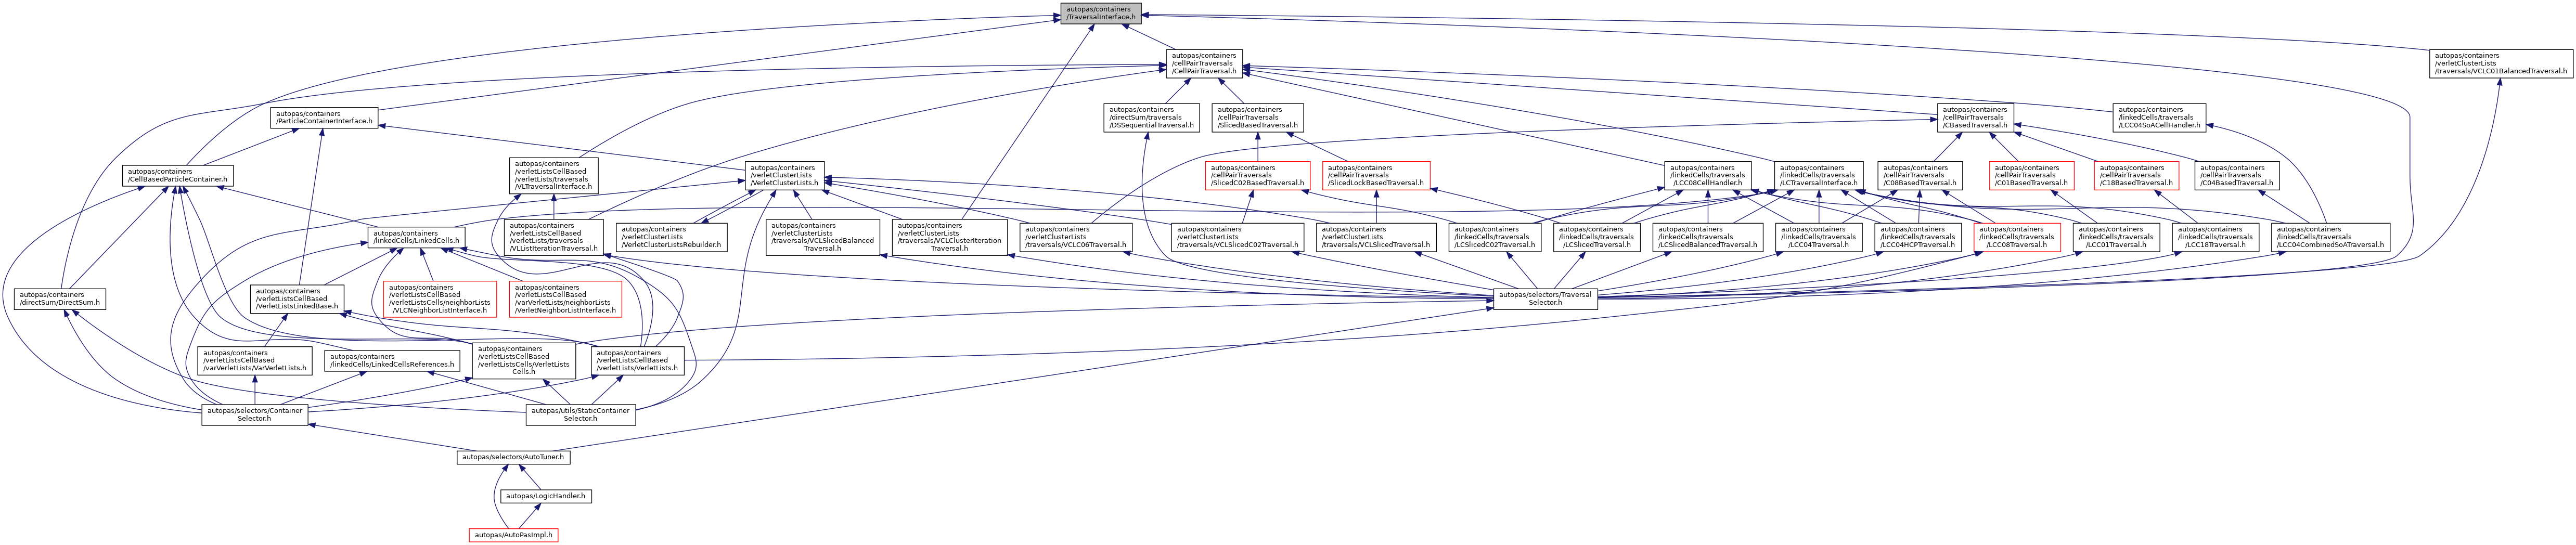 autopas/containers
/TraversalInterface.h
autopas/containers
/cellPairTraversals
/CellPairTraversal.h
autopas/containers
/verletClusterLists
/traversals/VCLC01BalancedTraversal.h
autopas/containers
/ParticleContainerInterface.h
autopas/containers
/directSum/traversals
/DSSequentialTraversal.h
autopas/containers
/cellPairTraversals
/SlicedBasedTraversal.h
autopas/containers
/cellPairTraversals
/CBasedTraversal.h
autopas/containers
/linkedCells/traversals
/LCC04SoACellHandler.h
autopas/containers
/CellBasedParticleContainer.h
autopas/containers
/verletListsCellBased
/verletLists/traversals
/VLTraversalInterface.h
autopas/containers
/verletClusterLists
/VerletClusterLists.h
autopas/containers
/cellPairTraversals
/SlicedC02BasedTraversal.h
autopas/containers
/cellPairTraversals
/SlicedLockBasedTraversal.h
autopas/containers
/linkedCells/traversals
/LCC08CellHandler.h
autopas/containers
/linkedCells/traversals
/LCTraversalInterface.h
autopas/containers
/cellPairTraversals
/C08BasedTraversal.h
autopas/containers
/cellPairTraversals
/C01BasedTraversal.h
autopas/containers
/cellPairTraversals
/C18BasedTraversal.h
autopas/containers
/cellPairTraversals
/C04BasedTraversal.h
autopas/containers
/linkedCells/LinkedCells.h
autopas/containers
/verletListsCellBased
/verletLists/traversals
/VLListIterationTraversal.h
autopas/containers
/verletClusterLists
/VerletClusterListsRebuilder.h
autopas/containers
/verletClusterLists
/traversals/VCLSlicedBalanced
Traversal.h
autopas/containers
/verletClusterLists
/traversals/VCLClusterIteration
Traversal.h
autopas/containers
/verletClusterLists
/traversals/VCLC06Traversal.h
autopas/containers
/verletClusterLists
/traversals/VCLSlicedC02Traversal.h
autopas/containers
/verletClusterLists
/traversals/VCLSlicedTraversal.h
autopas/containers
/linkedCells/traversals
/LCSlicedC02Traversal.h
autopas/containers
/linkedCells/traversals
/LCSlicedTraversal.h
autopas/containers
/linkedCells/traversals
/LCSlicedBalancedTraversal.h
autopas/containers
/linkedCells/traversals
/LCC04Traversal.h
autopas/containers
/linkedCells/traversals
/LCC04HCPTraversal.h
autopas/containers
/linkedCells/traversals
/LCC08Traversal.h
autopas/containers
/linkedCells/traversals
/LCC01Traversal.h
autopas/containers
/linkedCells/traversals
/LCC18Traversal.h
autopas/containers
/linkedCells/traversals
/LCC04CombinedSoATraversal.h
autopas/containers
/directSum/DirectSum.h
autopas/containers
/verletListsCellBased
/VerletListsLinkedBase.h
autopas/containers
/verletListsCellBased
/verletListsCells/neighborLists
/VLCNeighborListInterface.h
autopas/containers
/verletListsCellBased
/varVerletLists/neighborLists
/VerletNeighborListInterface.h
autopas/selectors/Traversal
Selector.h
autopas/containers
/verletListsCellBased
/varVerletLists/VarVerletLists.h
autopas/containers
/linkedCells/LinkedCellsReferences.h
autopas/containers
/verletListsCellBased
/verletListsCells/VerletLists
Cells.h
autopas/containers
/verletListsCellBased
/verletLists/VerletLists.h
autopas/selectors/Container
Selector.h
autopas/utils/StaticContainer
Selector.h
autopas/selectors/AutoTuner.h
autopas/LogicHandler.h
autopas/AutoPasImpl.h